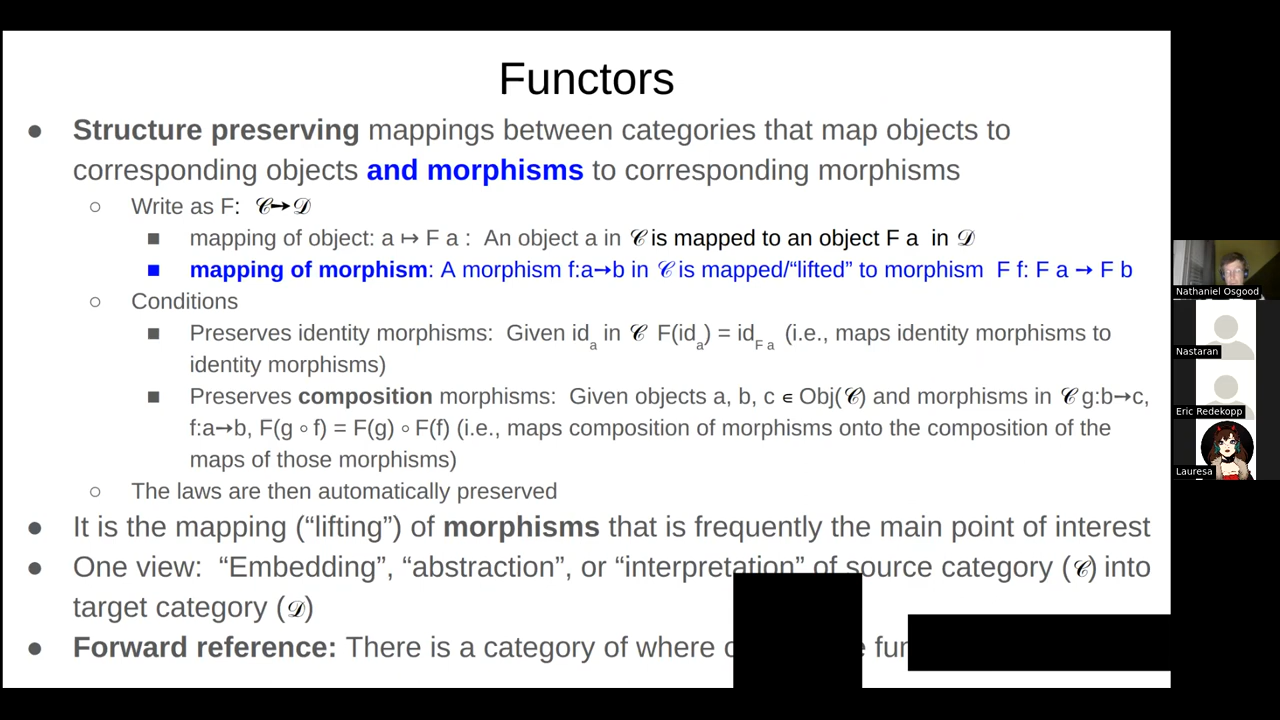 Functors
● Structure preserving mappings between categories that map objects to
corresponding objects and morphisms to corresponding morphisms
○ Write as F: 𝒞→𝒟
■ mapping of object: a ↦ F a : An object a in 𝒞 is mapped to an object F a in 𝒟
■ mapping of morphism: A morphism f:a→b in 𝒞 is mapped/“lifted” to morphism F f: F a → F b
○ Conditions
■ Preserves identity morphisms: Given id_a in 𝒞 F(id_a) = id_F a (i.e., maps identity morphisms to
identity morphisms)
■ Preserves composition morphisms: Given objects a, b, c ∈ Obj(𝒞) and morphisms in 𝒞 g:b→c,
f:a→b, F(g ∘ f) = F(g) ∘ F(f) (i.e., maps composition of morphisms onto the composition of the
maps of those morphisms)
○ The laws are then automatically preserved
● It is the mapping (“lifting”) of morphisms that is frequently the main point of interest
● One view: “Embedding”, “abstraction”, or “interpretation” of source category (𝒞) into
target category (𝒟)
● Forward reference: There is a category of where
Nathaniel Osgood
Nastaran
Eric Redekopp
Lauresa